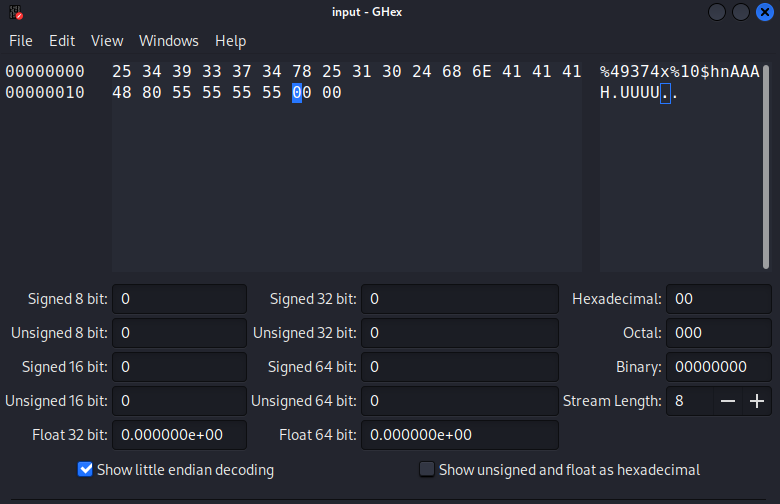 input - GHex
File Edit View Windows Help
00000000 25 34 39 33 37 34 78 25 31 30 24 68 6E 41 41 41 %49374x%10$hnAAA
00000010 48 80 55 55 55 55 00 00 H.UUUU..
Signed 8 bit: 0 Signed 32 bit: 0 Hexadecimal: 00
Unsigned 8 bit: 0 Unsigned 32 bit: 0 Octal: 000
Signed 16 bit: 0 Signed 64 bit: 0 Binary: 00000000
Unsigned 16 bit: 0 Unsigned 64 bit: 0 Stream Length: 8 − +
Float 32 bit: 0.000000e+00 Float 64 bit: 0.000000e+00
Show little endian decoding Show unsigned and float as hexadecimal